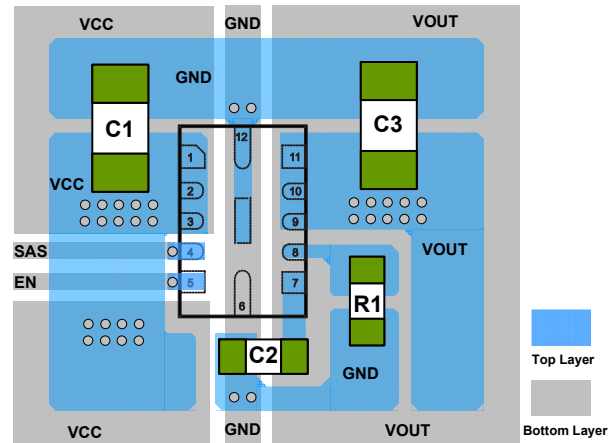 VCC GND VOUT
GND
C1 C3
12
1 11
VCC
2 10
3 9
SAS 4 8 VOUT
EN 5 7
6 R1
C2
GND
Top Layer
VCC GND VOUT
Bottom Layer